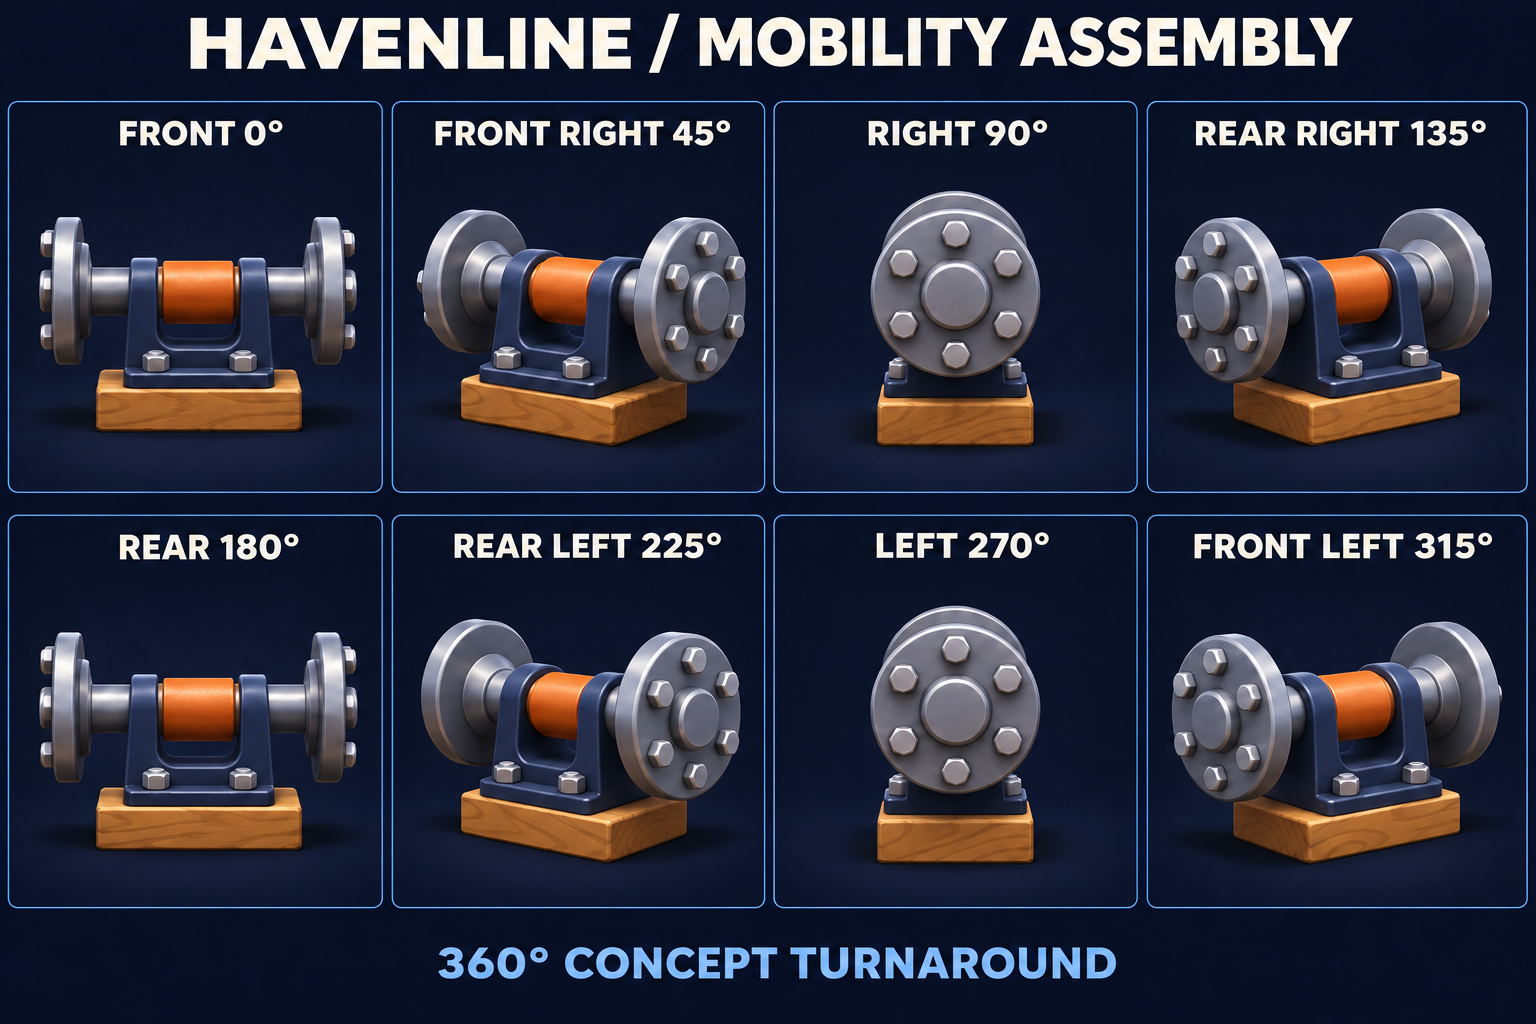 HAVENLINE / MOBILITY ASSEMBLY
FRONT 0°
FRONT RIGHT 45°
RIGHT 90°
REAR RIGHT 135°
REAR 180°
REAR LEFT 225°
LEFT 270°
FRONT LEFT 315°
360° CONCEPT TURNAROUND